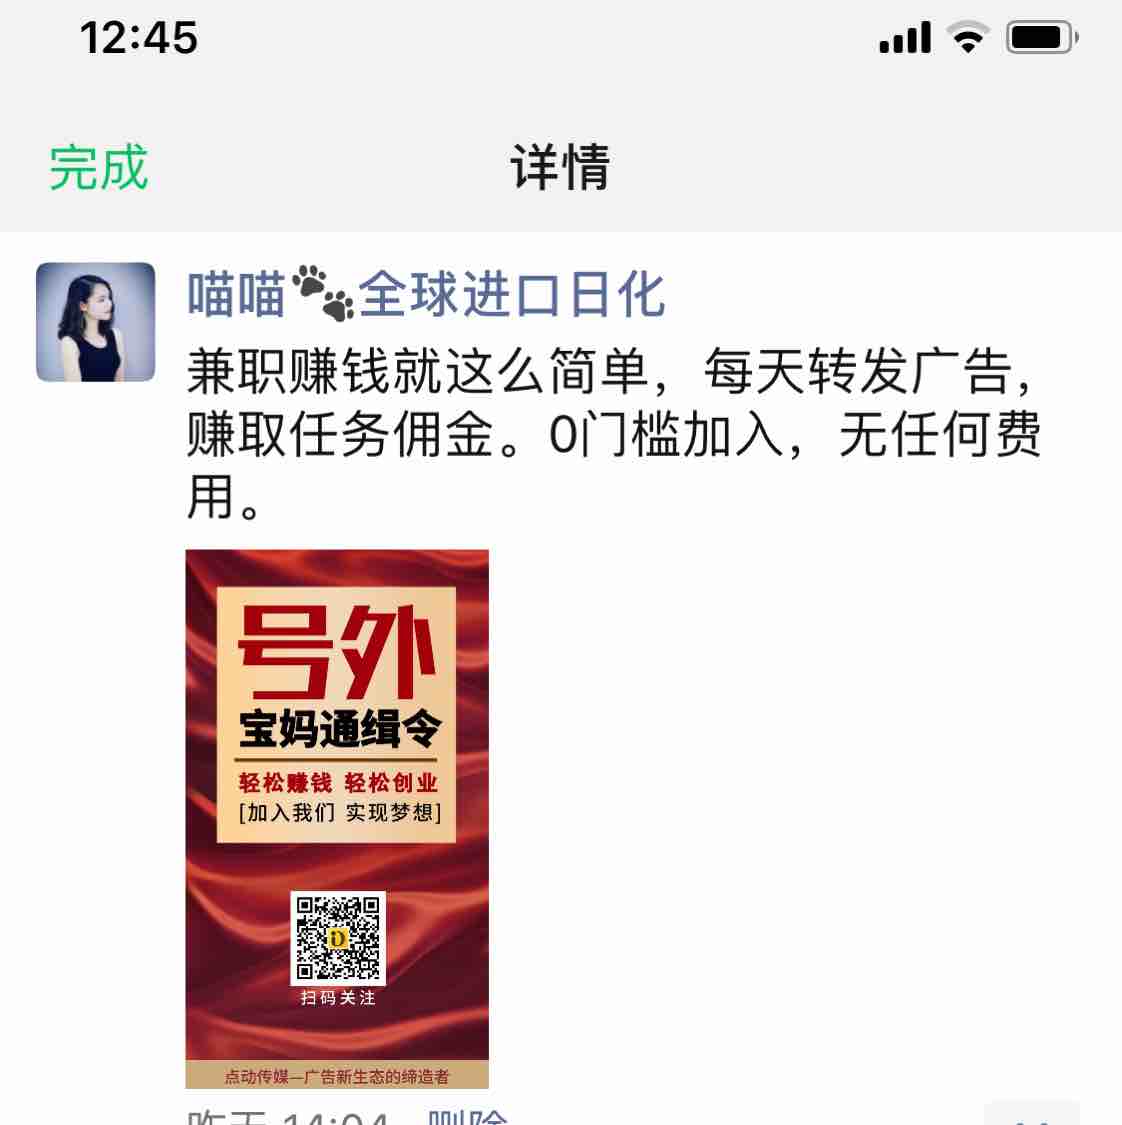 12:45
完成
详情
喵喵🐾全球进口日化
兼职赚钱就这么简单，每天转发广告，
赚取任务佣金。0门槛加入，无任何费
用。
号外
宝妈通缉令
轻松赚钱 轻松创业
[加入我们 实现梦想]
扫码关注
点动传媒—广告新生态的缔造者
昨天 14:04 删除